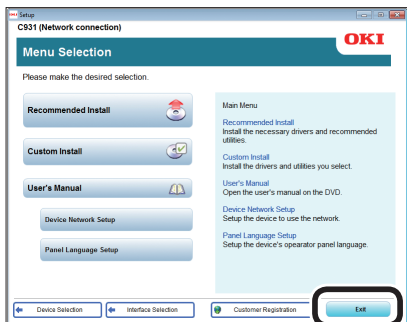 Setup
C931 (Network connection)
OKI
Menu Selection
Please make the desired selection.
Recommended Install
Custom Install
User's Manual
Device Network Setup
Panel Language Setup
Main Menu
Recommended Install
Install the necessary drivers and recommended
utilities.
Custom Install
Install the drivers and utilities you select.
User's Manual
Open the user's manual on the DVD.
Device Network Setup
Setup the device to use the network.
Panel Language Setup
Setup the device's opearator panel language.
Device Selection
Interface Selection
Customer Registration
Exit